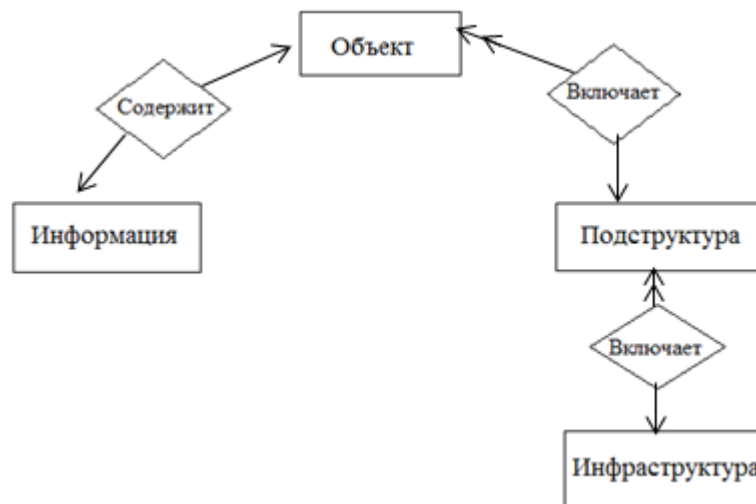 Объект
Содержит
Включает
Информация
Подструктура
Включает
Инфраструктура